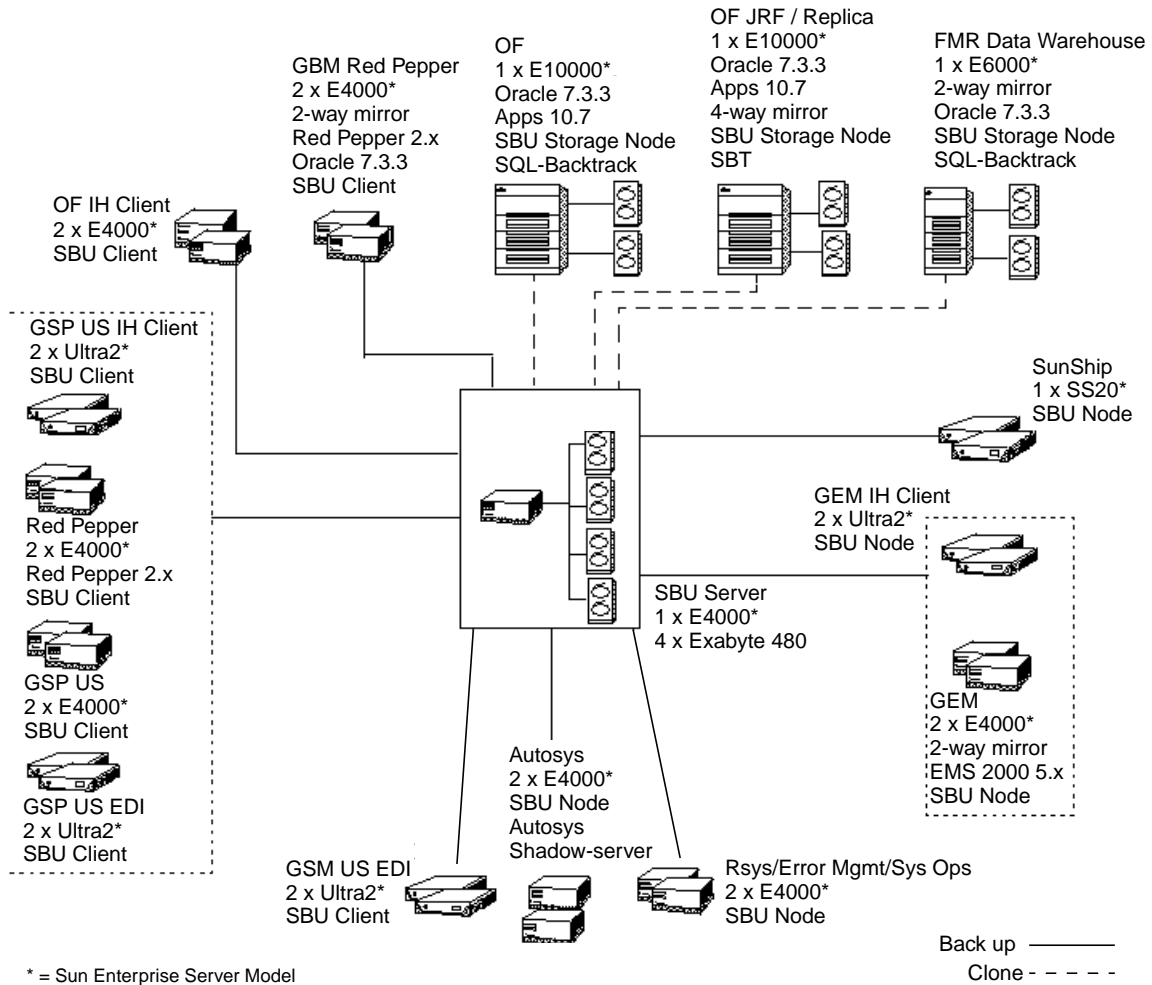 OF
1 x E10000*
Oracle 7.3.3
Apps 10.7
SBU Storage Node
SQL-Backtrack
OF JRF / Replica
1 x E10000*
Oracle 7.3.3
Apps 10.7
4-way mirror
SBU Storage Node
SBT
FMR Data Warehouse
1 x E6000*
2-way mirror
Oracle 7.3.3
SBU Storage Node
SQL-Backtrack
GBM Red Pepper
2 x E4000*
2-way mirror
Red Pepper 2.x
Oracle 7.3.3
SBU Client
OF IH Client
2 x E4000*
SBU Client
GSP US IH Client
2 x Ultra2*
SBU Client
Red Pepper
2 x E4000*
Red Pepper 2.x
SBU Client
GSP US
2 x E4000*
SBU Client
GSP US EDI
2 x Ultra2*
SBU Client
SunShip
1 x SS20*
SBU Node
GEM IH Client
2 x Ultra2*
SBU Node
SBU Server
1 x E4000*
4 x Exabyte 480
GEM
2 x E4000*
2-way mirror
EMS 2000 5.x
SBU Node
Autosys
2 x E4000*
SBU Node
Autosys
Shadow-server
GSM US EDI
2 x Ultra2*
SBU Client
Rsys/Error Mgmt/Sys Ops
2 x E4000*
SBU Node
Back up
Clone
* = Sun Enterprise Server Model